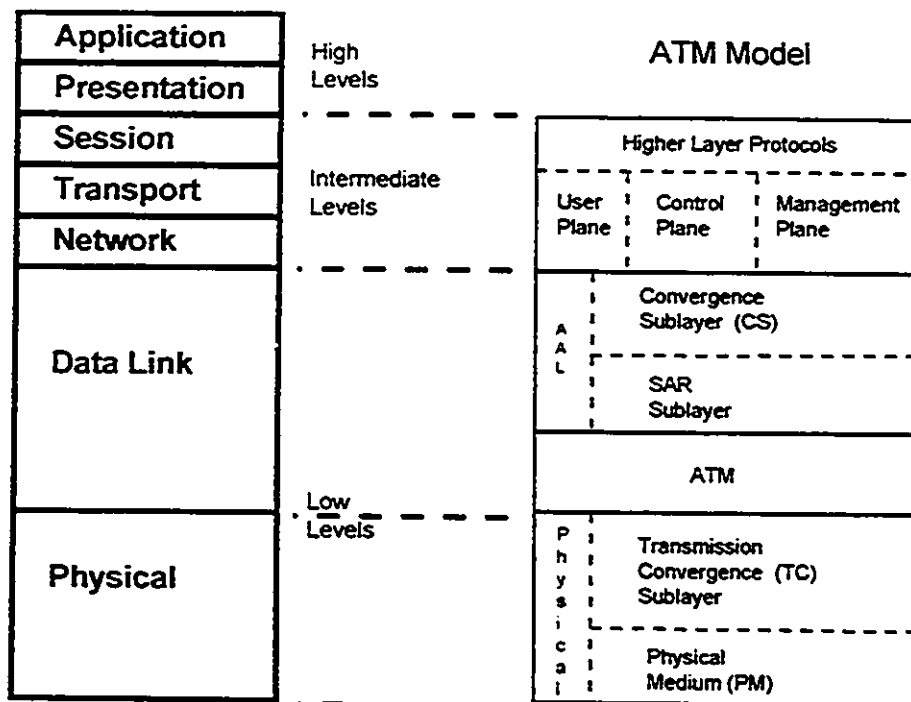 Application
Presentation
Session
Transport
Network
Data Link
Physical
High
Levels
Intermediate
Levels
Low
Levels
ATM Model
Higher Layer Protocols
User
Plane
Control
Plane
Management
Plane
AAL
Convergence
Sublayer (CS)
SAR
Sublayer
ATM
Physical
Transmission
Convergence (TC)
Sublayer
Physical
Medium (PM)